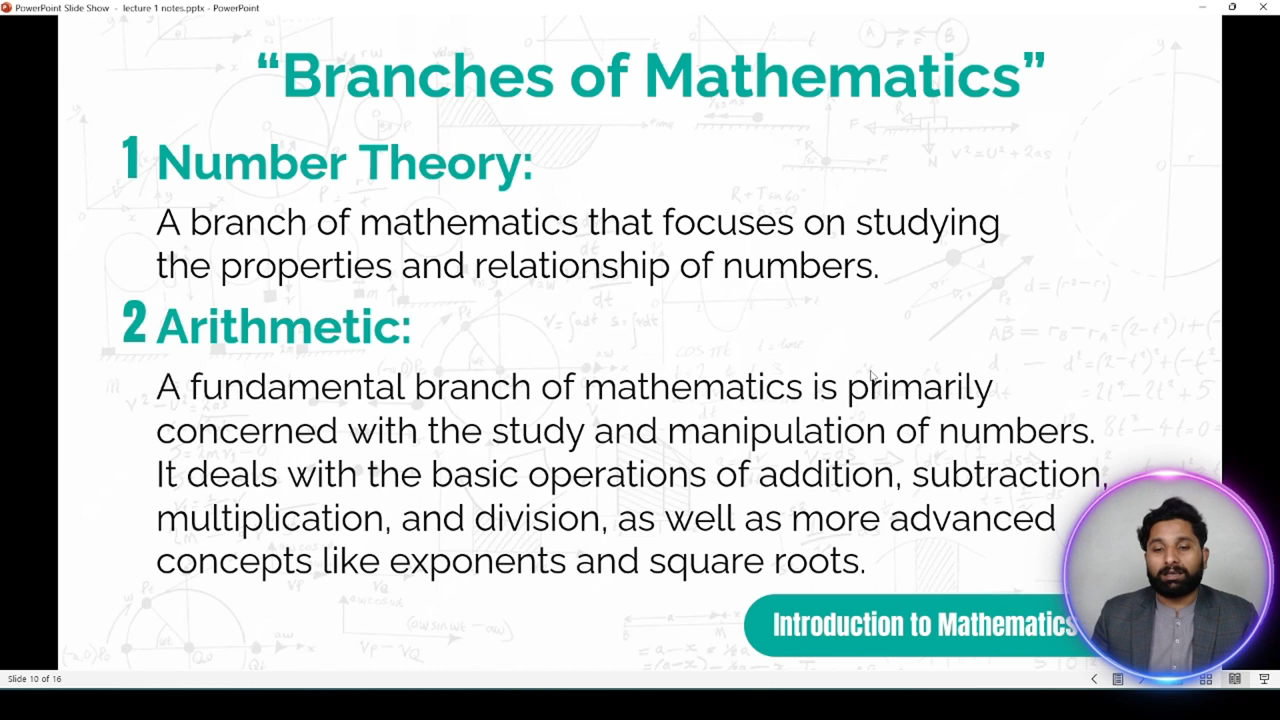 PowerPoint Slide Show - lecture 1 notes.pptx - PowerPoint
“Branches of Mathematics”
1 Number Theory:
A branch of mathematics that focuses on studying
the properties and relationship of numbers.
2 Arithmetic:
A fundamental branch of mathematics is primarily
concerned with the study and manipulation of numbers.
It deals with the basic operations of addition, subtraction,
multiplication, and division, as well as more advanced
concepts like exponents and square roots.
Introduction to Mathematics
Slide 10 of 16